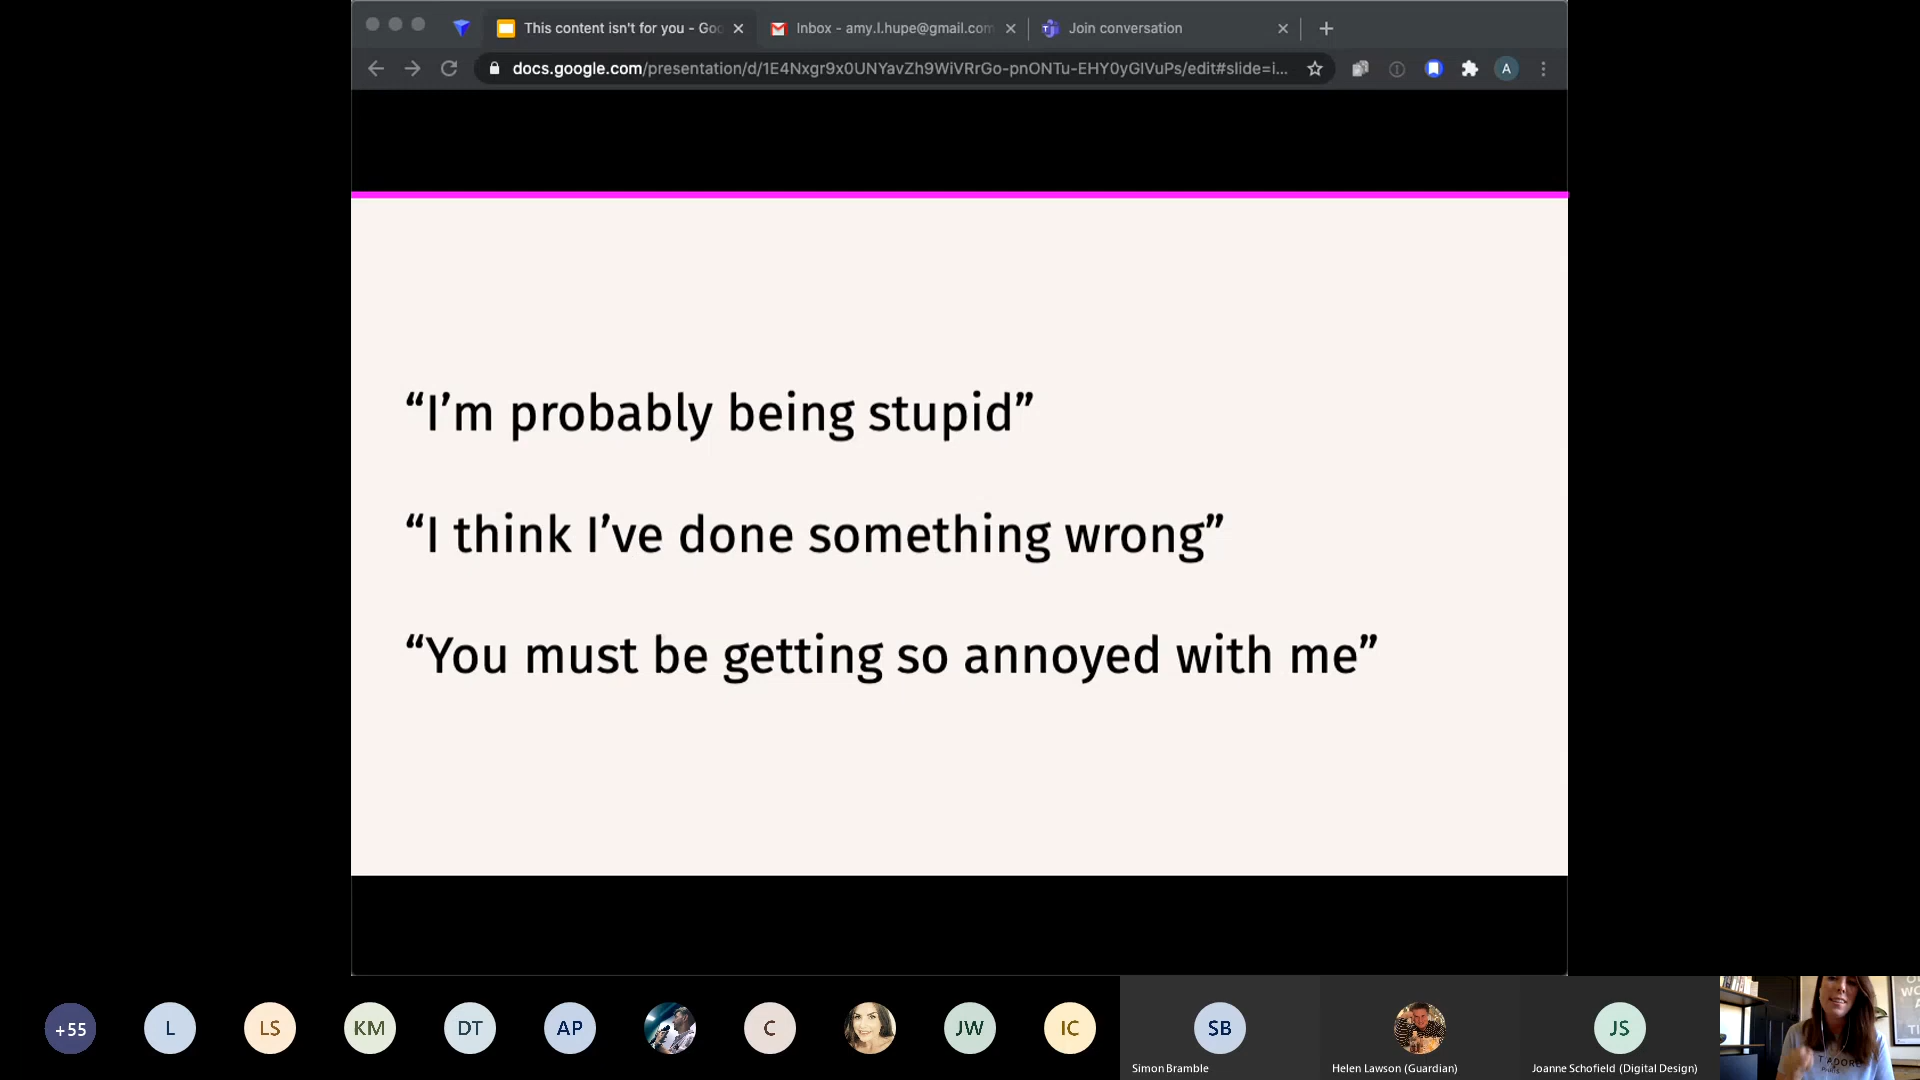 This content isn't for you - Goo
Inbox - amy.l.hupe@gmail.com
Join conversation
docs.google.com/presentation/d/1E4Nxgr9x0UNYavZh9WiVRrGo-pnONTu-EHY0yGlVuPs/edit#slide=i...
A
“I’m probably being stupid”
“I think I’ve done something wrong”
“You must be getting so annoyed with me”
+55
L
LS
KM
DT
AP
C
JW
IC
SB
JS
Simon Bramble
Helen Lawson (Guardian)
Joanne Schofield (Digital Design)